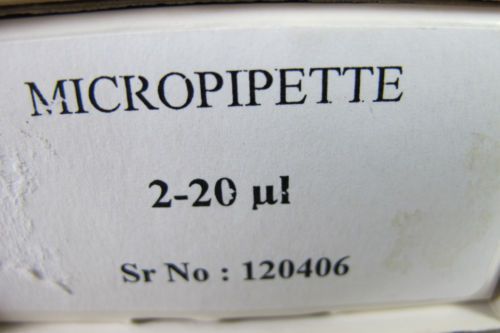 MICROPIPETTE
2-20 µl
Sr No : 120406